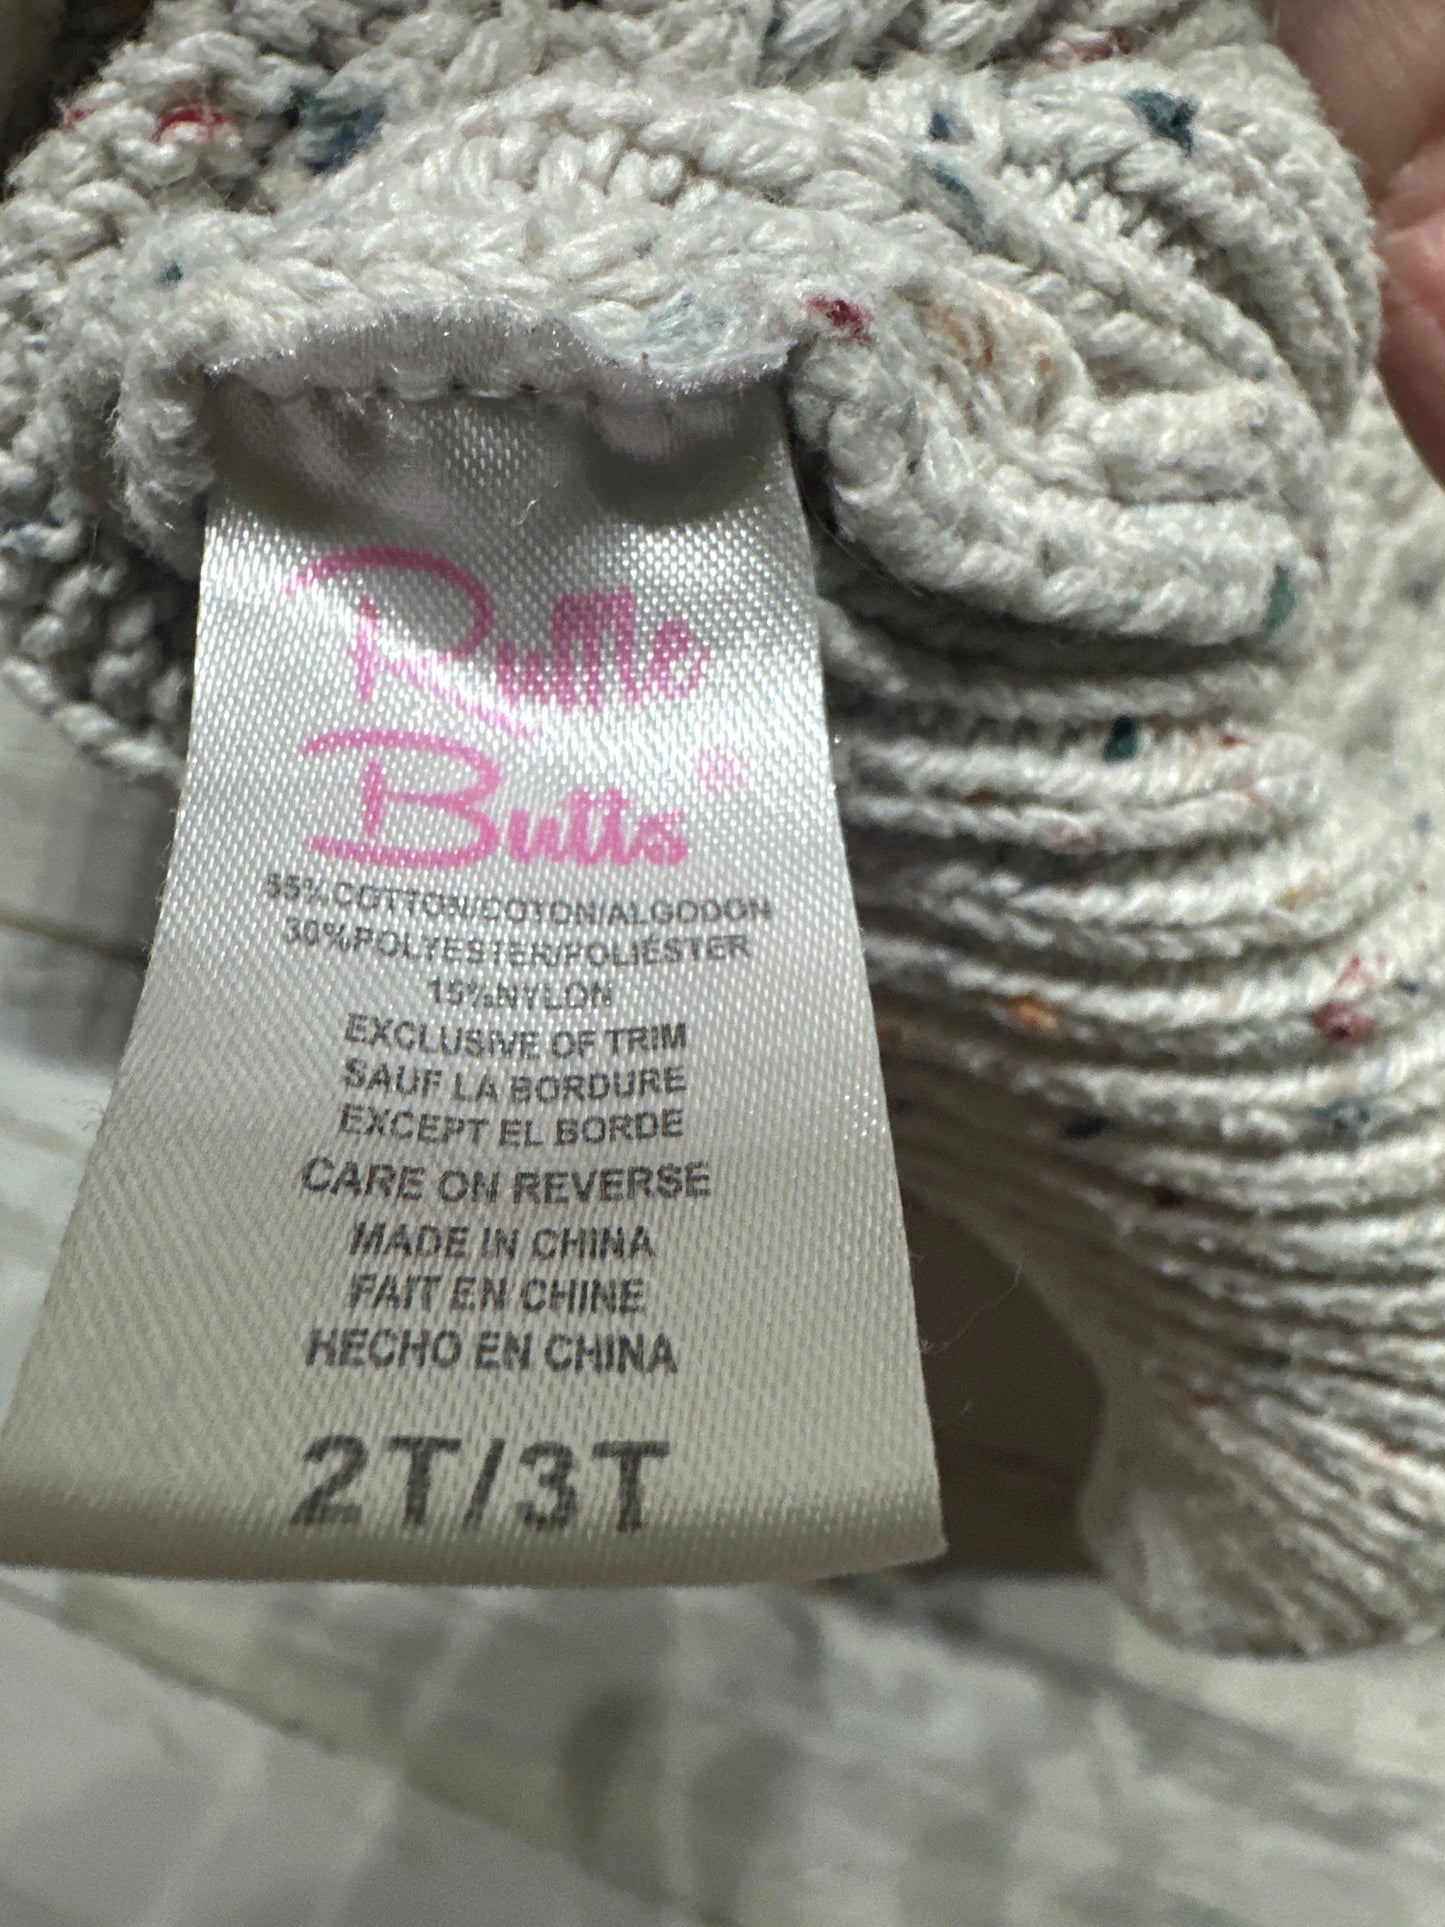 Ruffle
Butts®
55%COTTON/COTON/ALGODON
30%POLYESTER/POLIÉSTER
15%NYLON
EXCLUSIVE OF TRIM
SAUF LA BORDURE
EXCEPT EL BORDE
CARE ON REVERSE
MADE IN CHINA
FAIT EN CHINE
HECHO EN CHINA
2T/3T